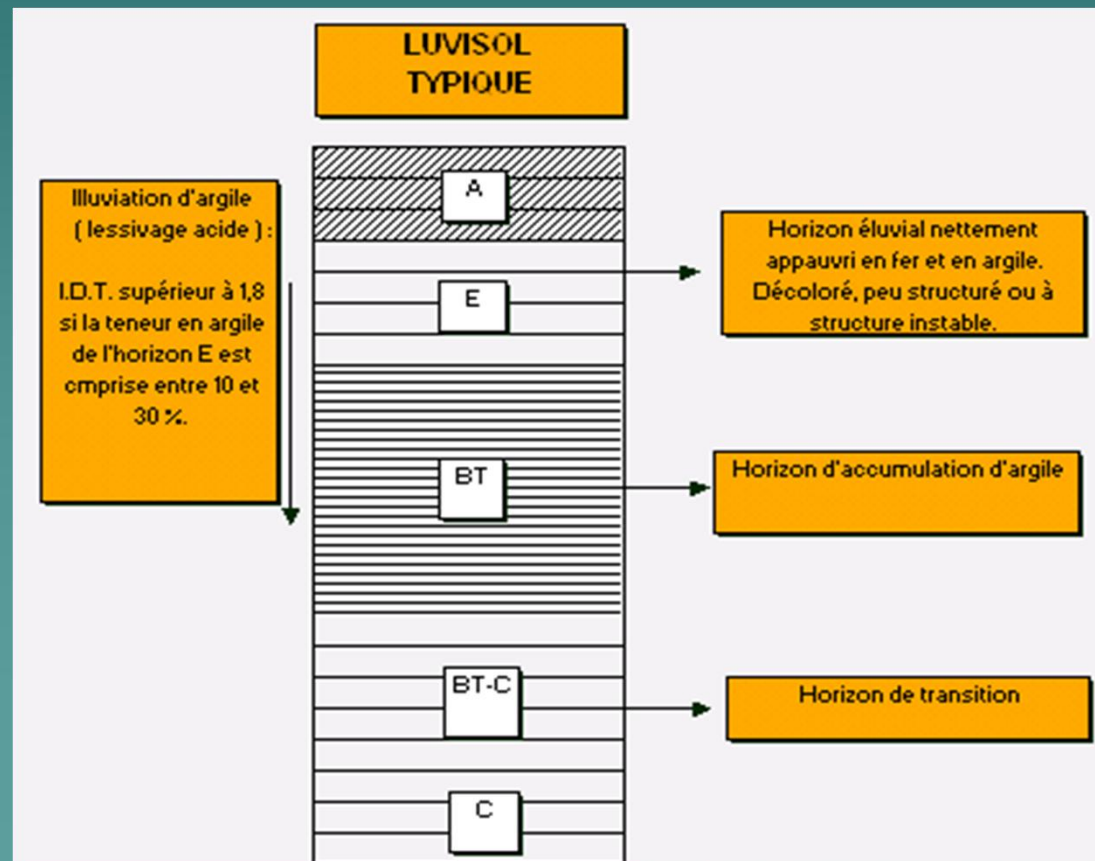 LUVISOL
TYPIQUE
A
Illuviation d'argile
( lessivage acide ) :
I.D.T. supérieur à 1,8
si la teneur en argile
de l'horizon E est
cmprise entre 10 et
30 %.
E
Horizon éluvial nettement
appauvri en fer et en argile.
Décoloré, peu structuré ou à
structure instable.
BT
Horizon d'accumulation d'argile
BT-C
Horizon de transition
C